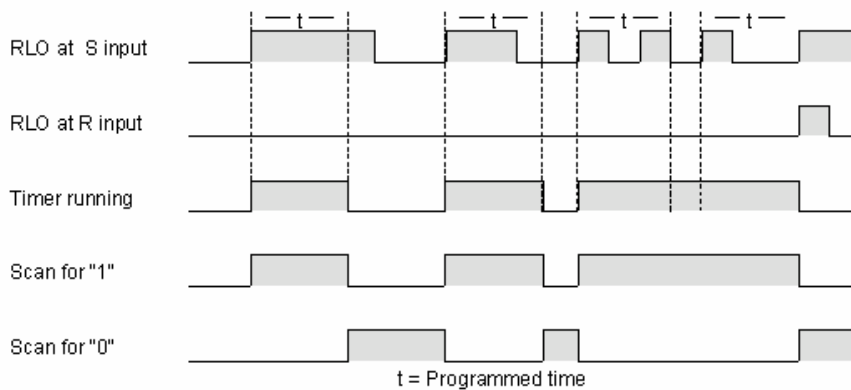 t t t t
RLO at S input
RLO at R input
Timer running
Scan for "1"
Scan for "0"
t = Programmed time